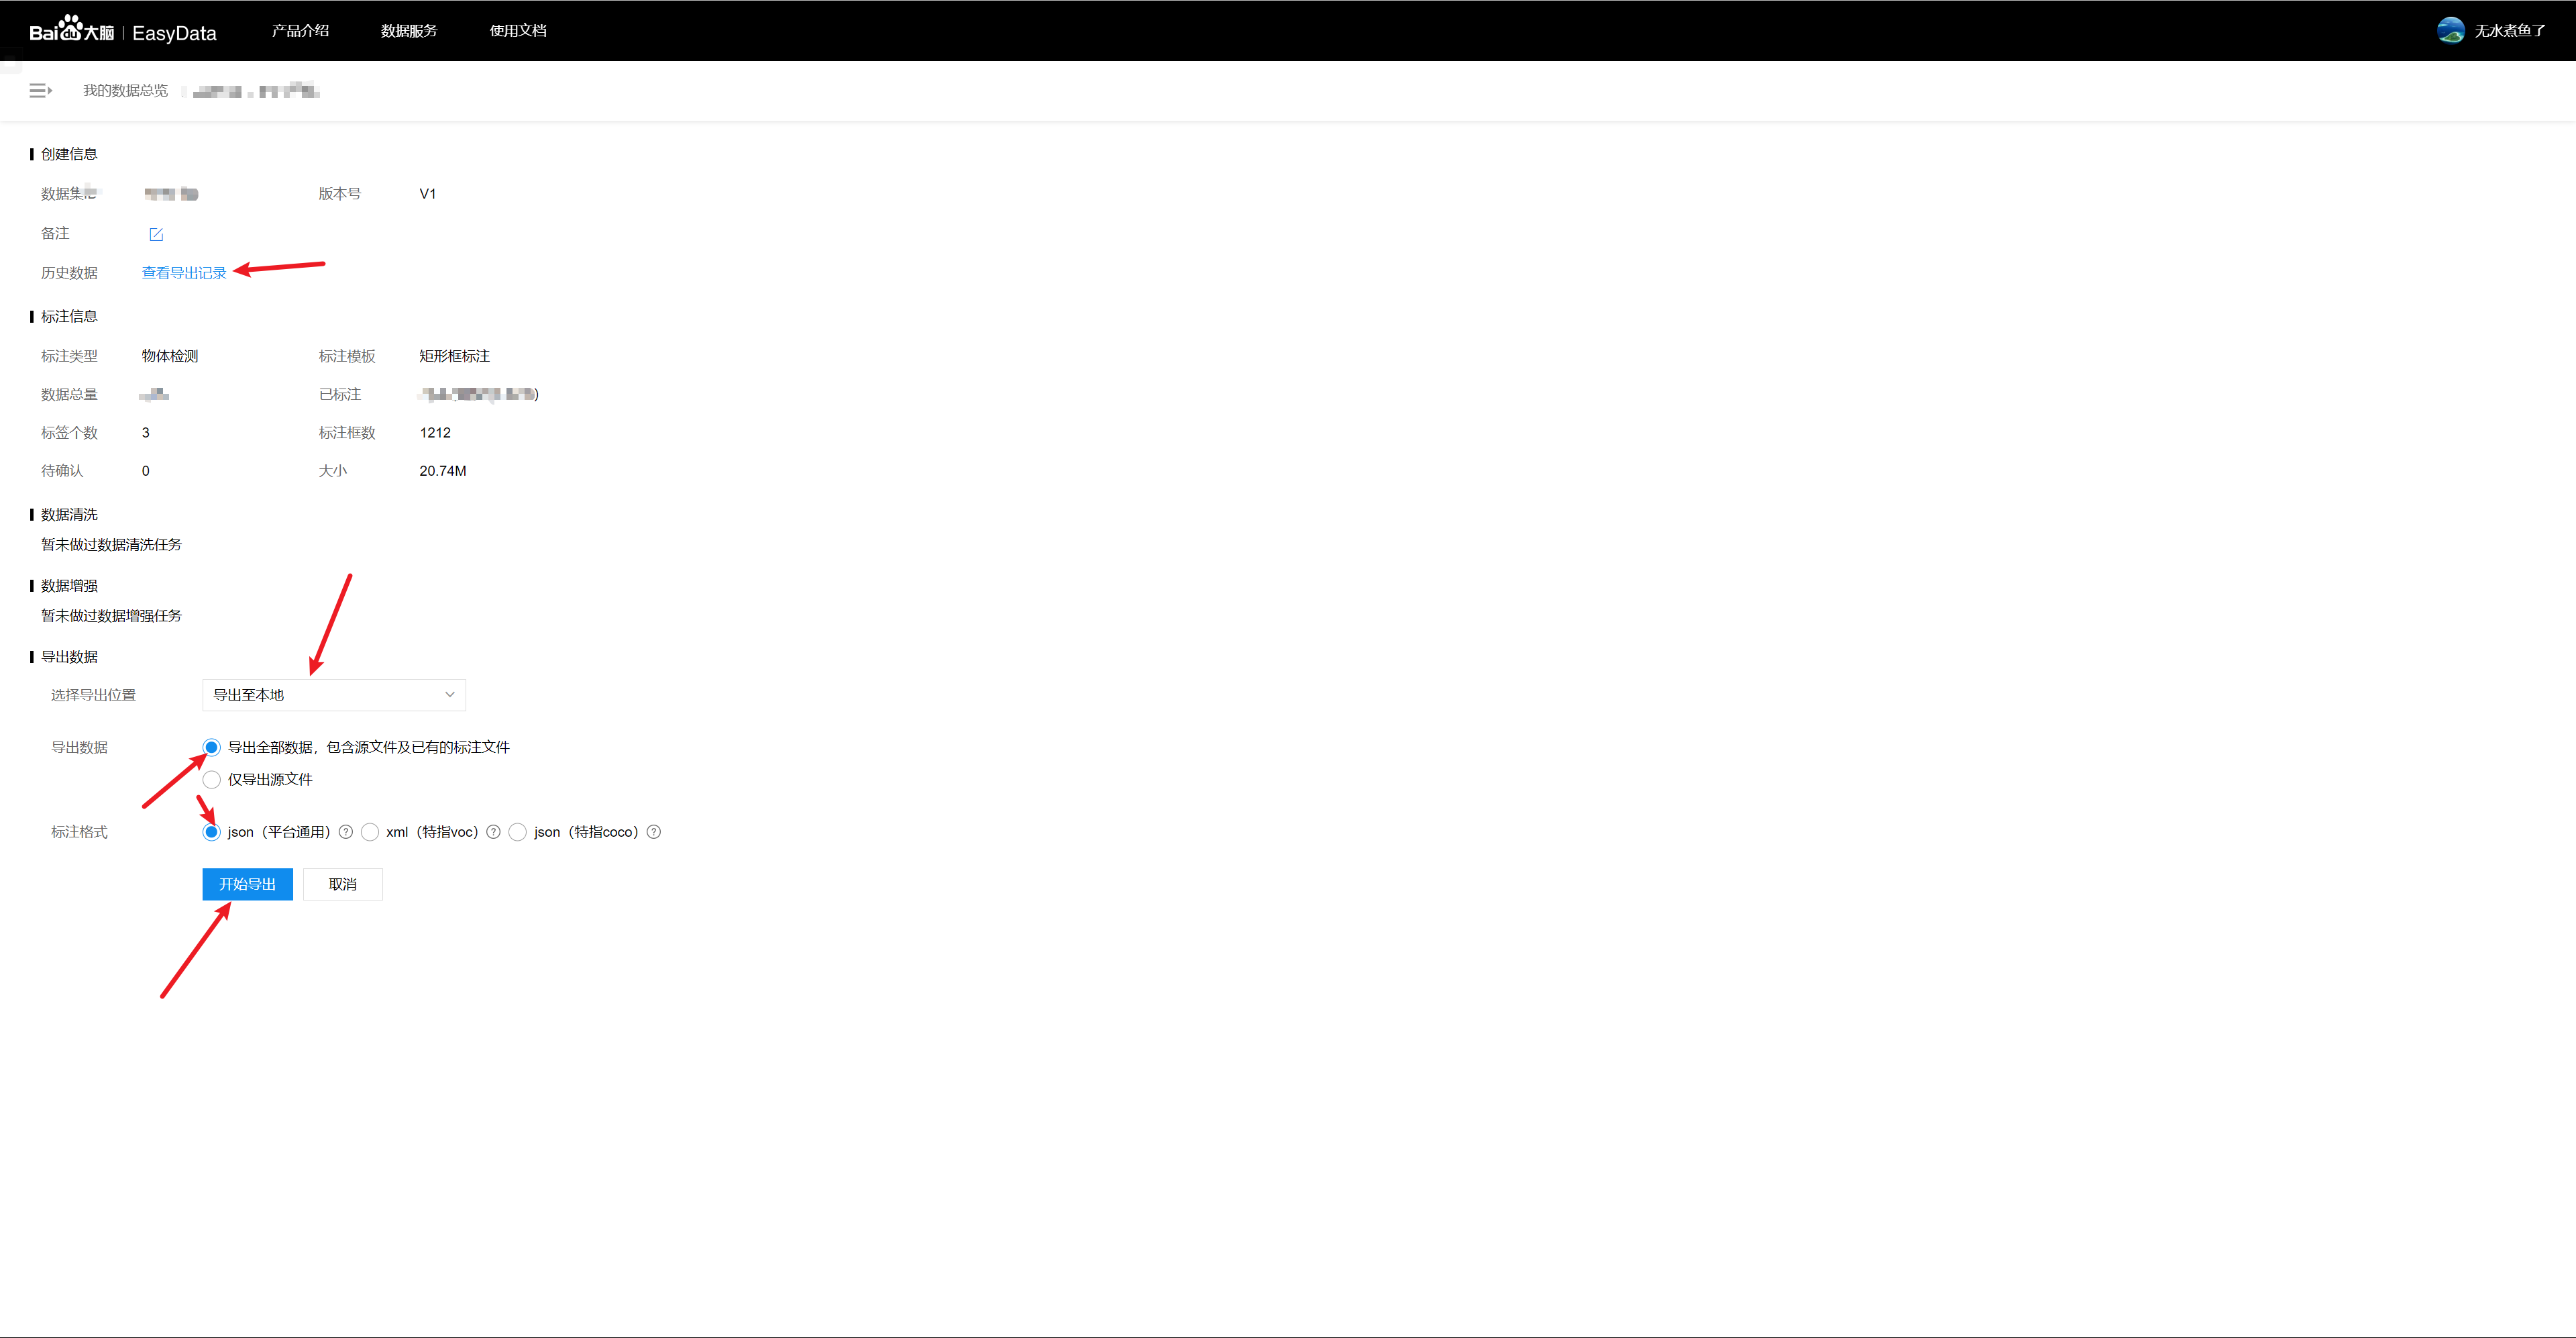 Baidu大脑 | EasyData 产品介绍 数据服务 使用文档 无水煮鱼了
我的数据总览
创建信息
数据集 版本号 V1
备注
历史数据 查看导出记录
标注信息
标注类型 物体检测 标注模板 矩形框标注
数据总量 已标注 )
标签个数 3 标注框数 1212
待确认 0 大小 20.74M
数据清洗
暂未做过数据清洗任务
数据增强
暂未做过数据增强任务
导出数据
选择导出位置 导出至本地
导出数据 导出全部数据，包含源文件及已有的标注文件
仅导出源文件
标注格式 json（平台通用） ? xml（特指voc） ? json（特指coco） ?
开始导出 取消